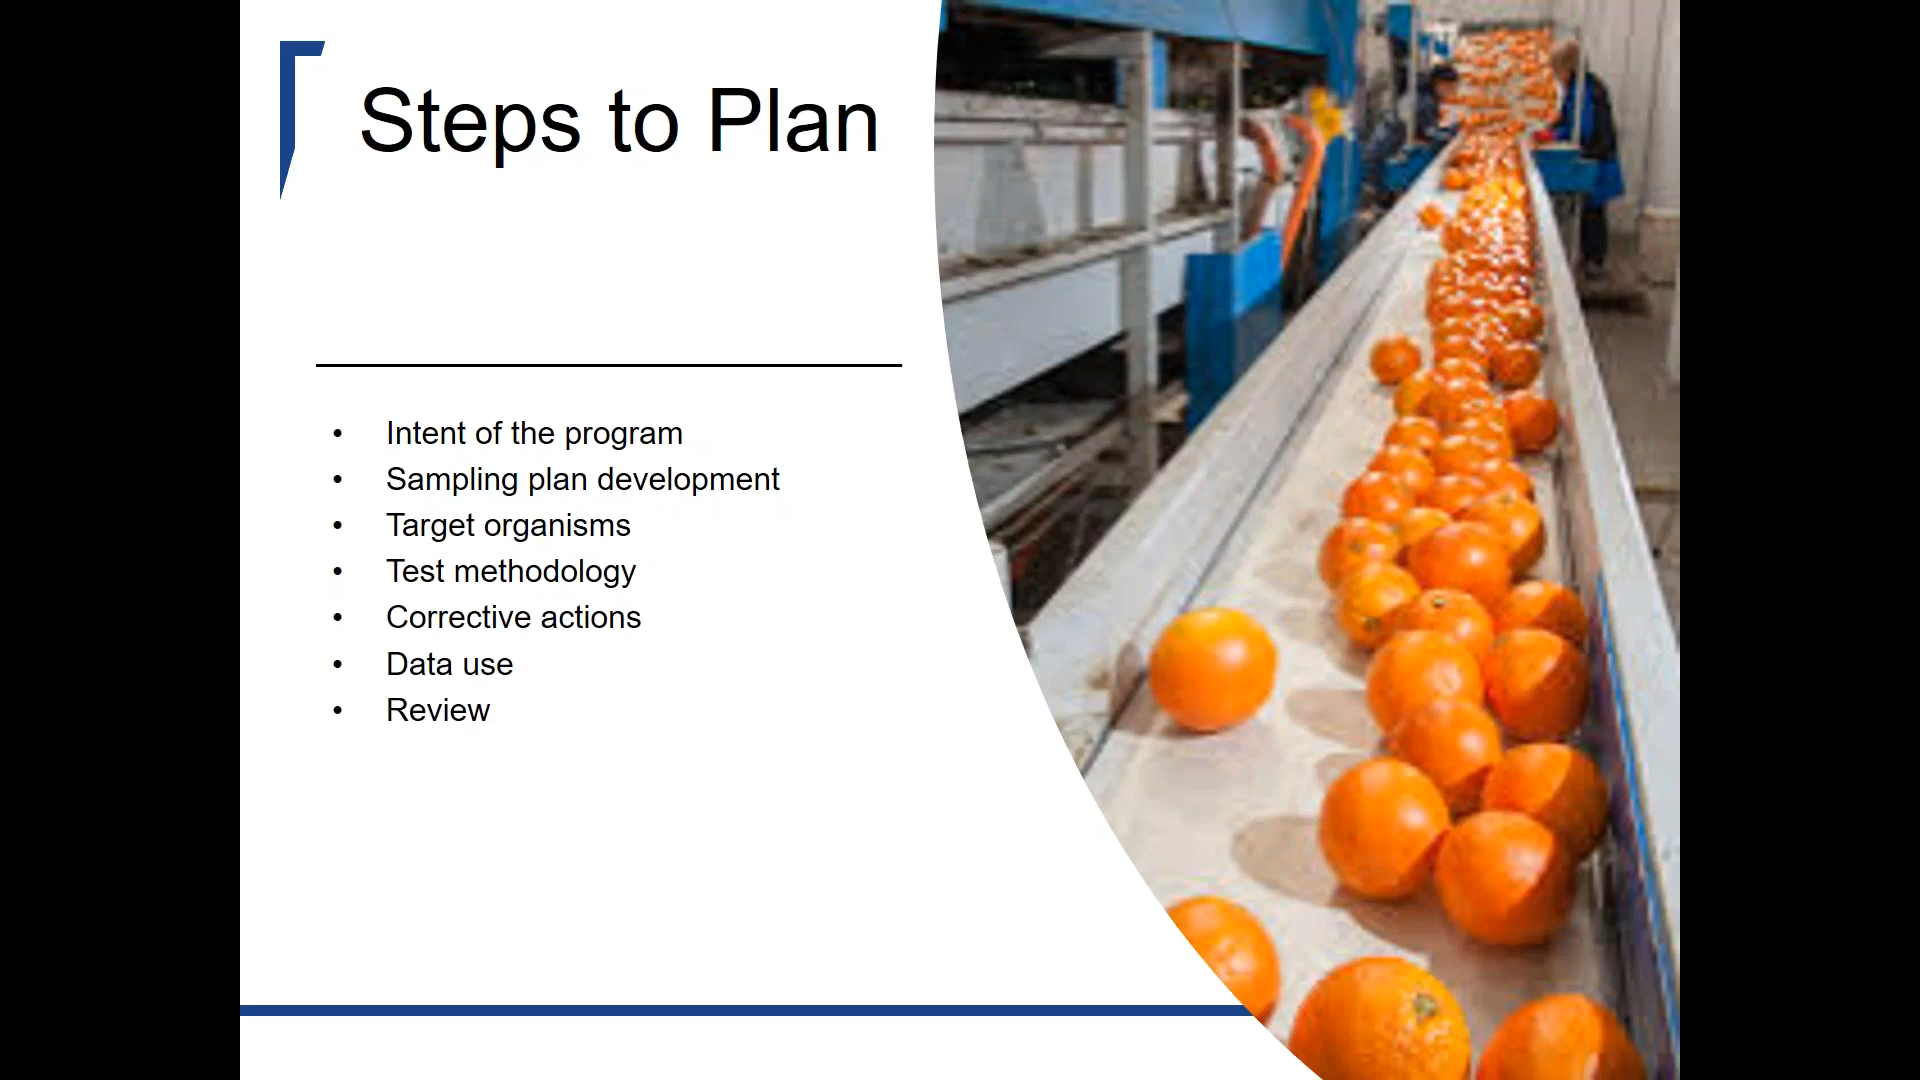 Steps to Plan
• Intent of the program
• Sampling plan development
• Target organisms
• Test methodology
• Corrective actions
• Data use
• Review